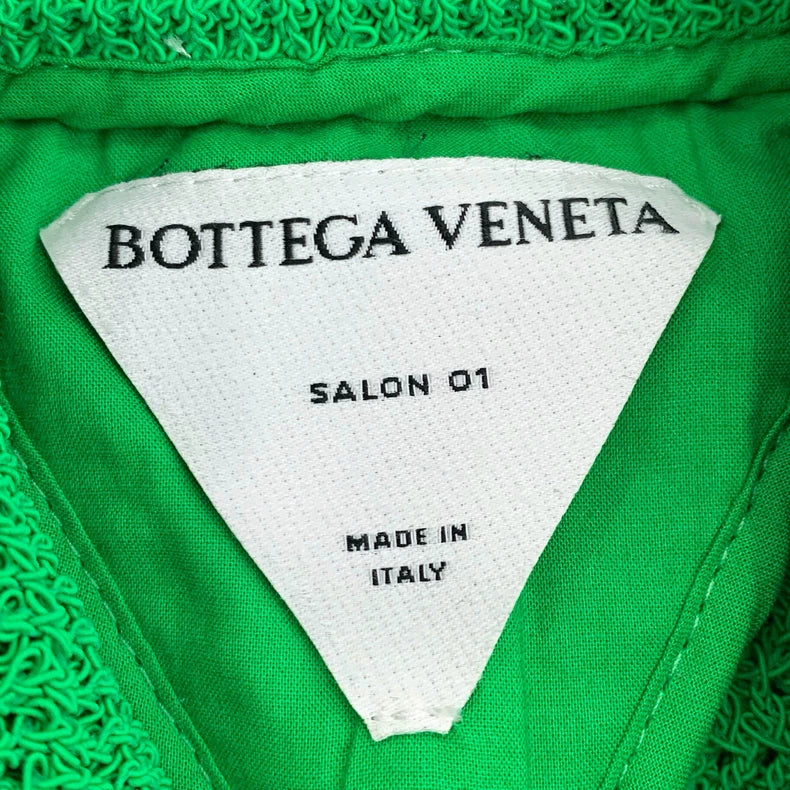 BOTTEGA VENETA
SALON 01
MADE IN
ITALY